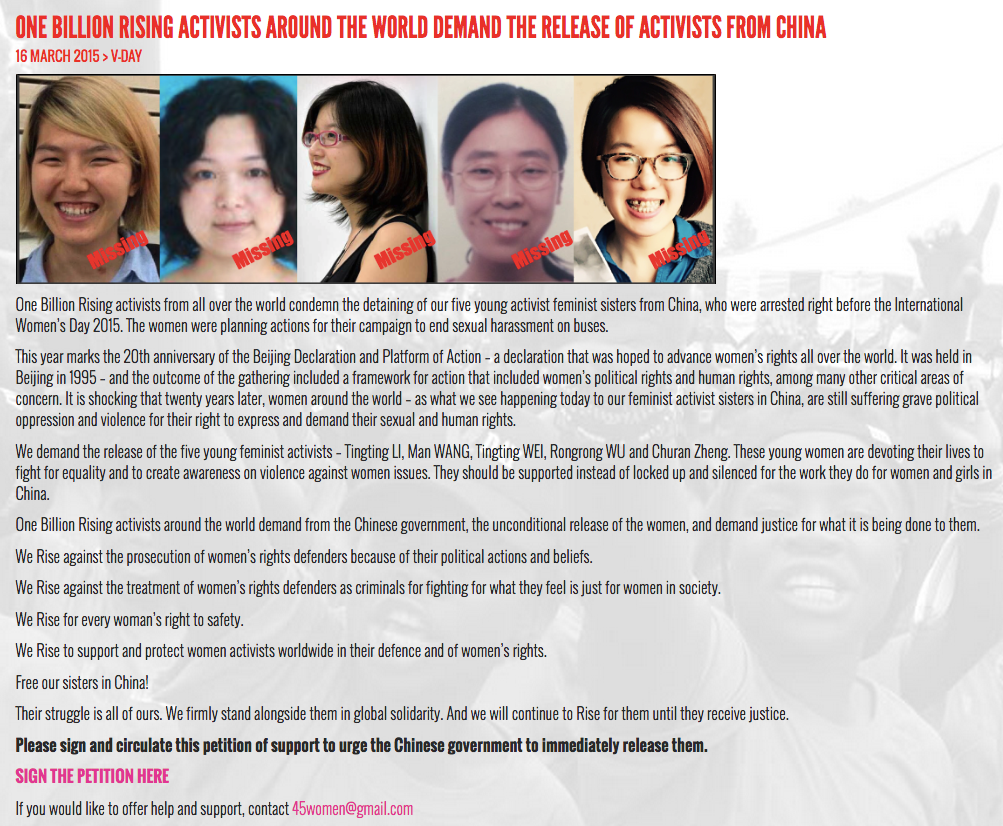 ONE BILLION RISING ACTIVISTS AROUND THE WORLD DEMAND THE RELEASE OF ACTIVISTS FROM CHINA
16 MARCH 2015 > V-DAY
Missing
Missing
Missing
Missing
Missing
One Billion Rising activists from all over the world condemn the detaining of our five young activist feminist sisters from China, who were arrested right before the International
Women's Day 2015. The women were planning actions for their campaign to end sexual harassment on buses.
This year marks the 20th anniversary of the Beijing Declaration and Platform of Action – a declaration that was hoped to advance women's rights all over the world. It was held in
Beijing in 1995 – and the outcome of the gathering included a framework for action that included women's political rights and human rights, among many other critical areas of
concern. It is shocking that twenty years later, women around the world – as what we see happening today to our feminist activist sisters in China, are still suffering grave political
oppression and violence for their right to express and demand their sexual and human rights.
We demand the release of the five young feminist activists – Tingting LI, Man WANG, Tingting WEI, Rongrong WU and Churan Zheng. These young women are devoting their lives to
fight for equality and to create awareness on violence against women issues. They should be supported instead of locked up and silenced for the work they do for women and girls in
China.
One Billion Rising activists around the world demand from the Chinese government, the unconditional release of the women, and demand justice for what it is being done to them.
We Rise against the prosecution of women's rights defenders because of their political actions and beliefs.
We Rise against the treatment of women's rights defenders as criminals for fighting for what they feel is just for women in society.
We Rise for every woman's right to safety.
We Rise to support and protect women activists worldwide in their defence and of women's rights.
Free our sisters in China!
Their struggle is all of ours. We firmly stand alongside them in global solidarity. And we will continue to Rise for them until they receive justice.
Please sign and circulate this petition of support to urge the Chinese government to immediately release them.
SIGN THE PETITION HERE
If you would like to offer help and support, contact 45women@gmail.com